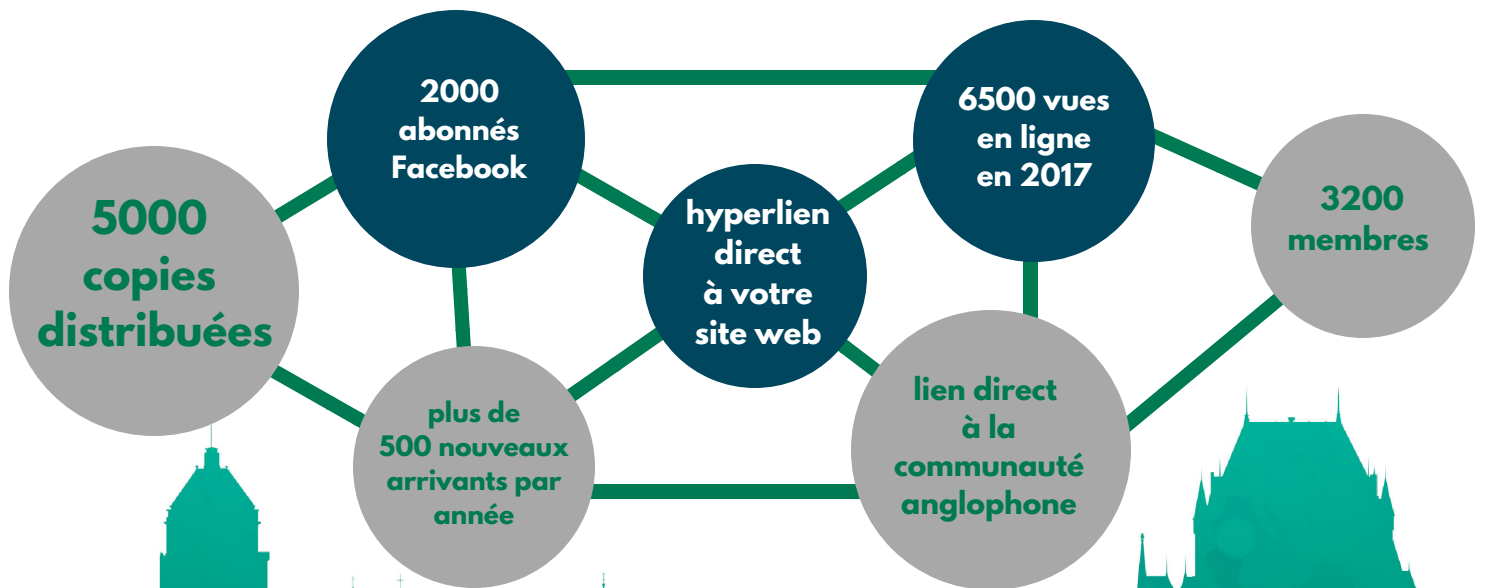 2000
abonnés
Facebook
6500 vues
en ligne
en 2017
5000
copies
distribuées
hyperlien
direct
à votre
site web
3200
membres
plus de
500 nouveaux
arrivants par
année
lien direct
à la
communauté
anglophone